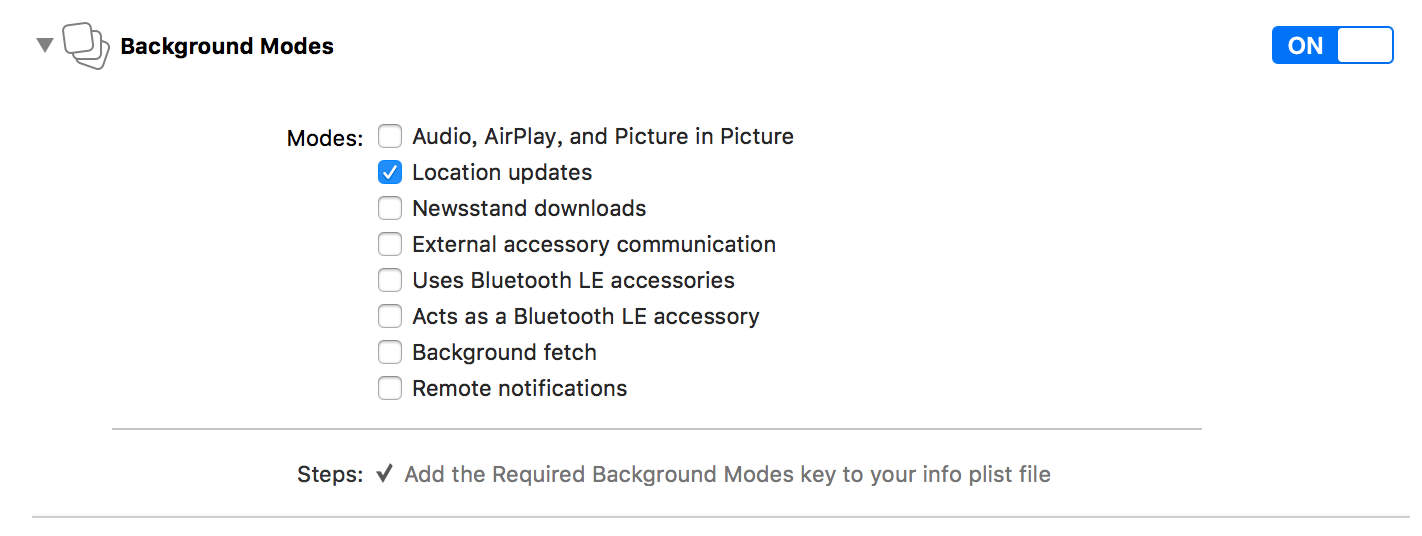 Background Modes
ON
Modes:
Audio, AirPlay, and Picture in Picture
Location updates
Newsstand downloads
External accessory communication
Uses Bluetooth LE accessories
Acts as a Bluetooth LE accessory
Background fetch
Remote notifications
Steps: Add the Required Background Modes key to your info plist file